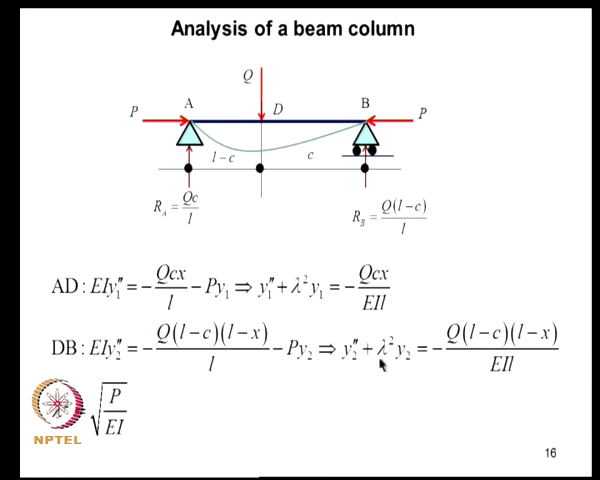 Analysis of a beam column
Q
P A D B P
l−c c
R_A = Qc/l
R_B = Q(l−c)/l
AD : EIy₁″ = −Qcx/l − Py₁ ⇒ y₁″ + λ²y₁ = −Qcx/EIl
DB : EIy₂″ = −Q(l−c)(l−x)/l − Py₂ ⇒ y₂″ + λ²y₂ = −Q(l−c)(l−x)/EIl
= √(P/EI)
NPTEL
16